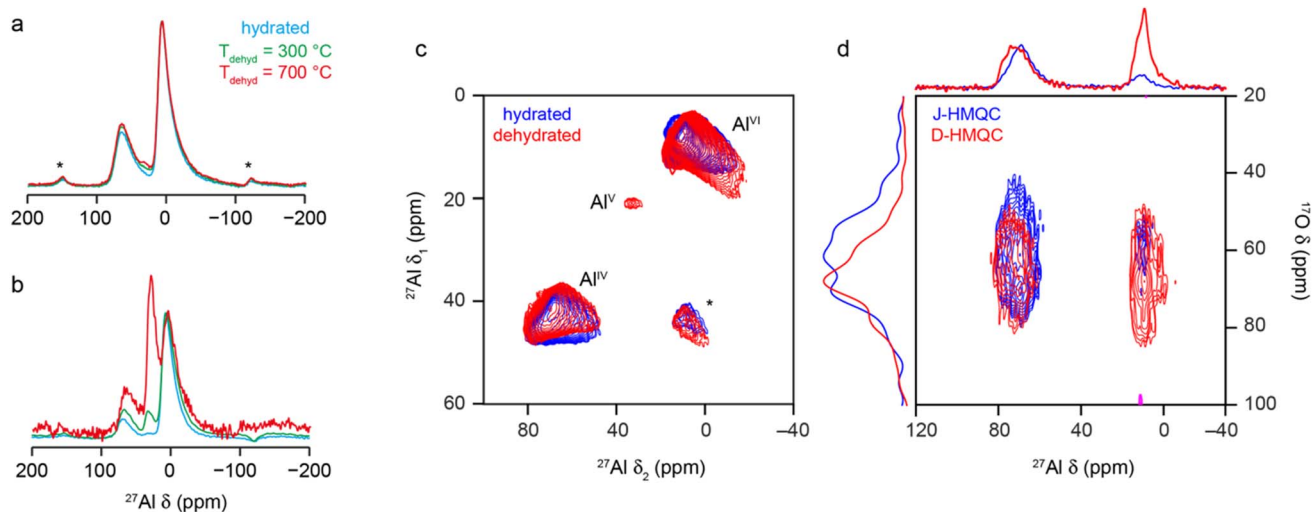 a
hydrated
T_dehyd = 300 °C
T_dehyd = 700 °C
*
*
200 100 0 −100 −200
b
200 100 0 −100 −200
²⁷Al δ (ppm)
c
0
20
40
60
²⁷Al δ₁ (ppm)
hydrated
dehydrated
Al^VI
Al^V
Al^IV
*
80 40 0 −40
²⁷Al δ₂ (ppm)
d
J-HMQC
D-HMQC
20
40
60
80
100
¹⁷O δ (ppm)
120 80 40 0 −40
²⁷Al δ (ppm)